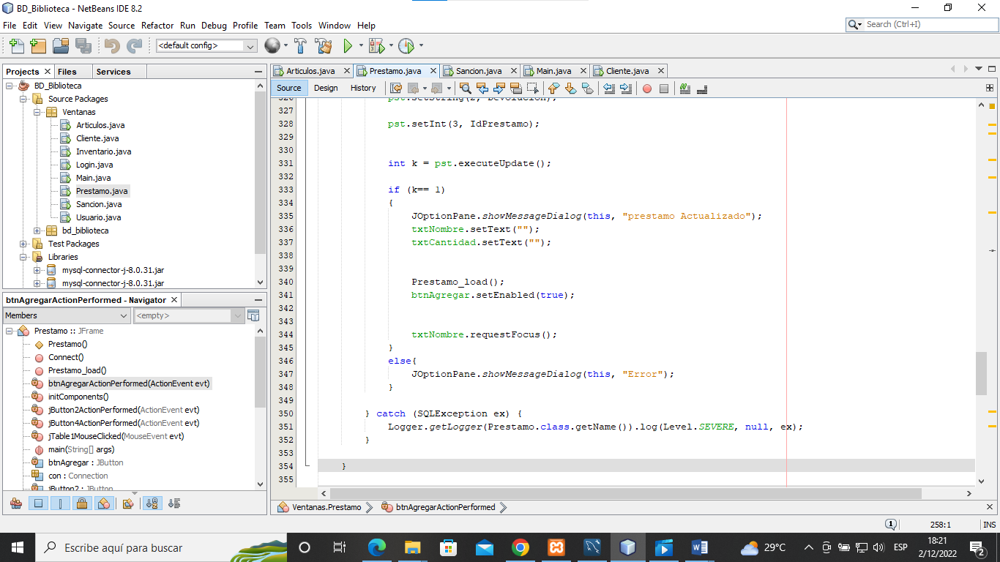 BD_Biblioteca - NetBeans IDE 8.2
File Edit View Navigate Source Refactor Run Debug Profile Team Tools Window Help
Search (Ctrl+I)
<default config>
Projects Files Services
BD_Biblioteca
Source Packages
Ventanas
Articulos.java
Cliente.java
Inventario.java
Login.java
Main.java
Prestamo.java
Sancion.java
Usuario.java
bd_biblioteca
Test Packages
Libraries
mysql-connector-j-8.0.31.jar
mysql-connector-j-8.0.31.jar
btnAgregarActionPerformed - Navigator
Members <empty>
Prestamo :: JFrame
Prestamo()
Connect()
Prestamo_load()
btnAgregarActionPerformed(ActionEvent evt)
initComponents()
jButton2ActionPerformed(ActionEvent evt)
jButton4ActionPerformed(ActionEvent evt)
jTable1MouseClicked(MouseEvent evt)
main(String[] args)
btnAgregar : JButton
con : Connection
jButton2 : JButton
Articulos.java Prestamo.java Sancion.java Main.java Cliente.java
Source Design History
326 pst.setString(2, Devolucion);
327
328 pst.setInt(3, IdPrestamo);
329
330
331 int k = pst.executeUpdate();
332
333 if (k== 1)
334 {
335 JOptionPane.showMessageDialog(this, "prestamo Actualizado");
336 txtNombre.setText("");
337 txtCantidad.setText("");
338
339
340 Prestamo_load();
341 btnAgregar.setEnabled(true);
342
343
344 txtNombre.requestFocus();
345 }
346 else{
347 JOptionPane.showMessageDialog(this, "Error");
348 }
349
350 } catch (SQLException ex) {
351 Logger.getLogger(Prestamo.class.getName()).log(Level.SEVERE, null, ex);
352 }
353
354 }
355
Ventanas.Prestamo btnAgregarActionPerformed
1 258:1 INS
Escribe aquí para buscar
29°C
ESP
18:21
2/12/2022
2